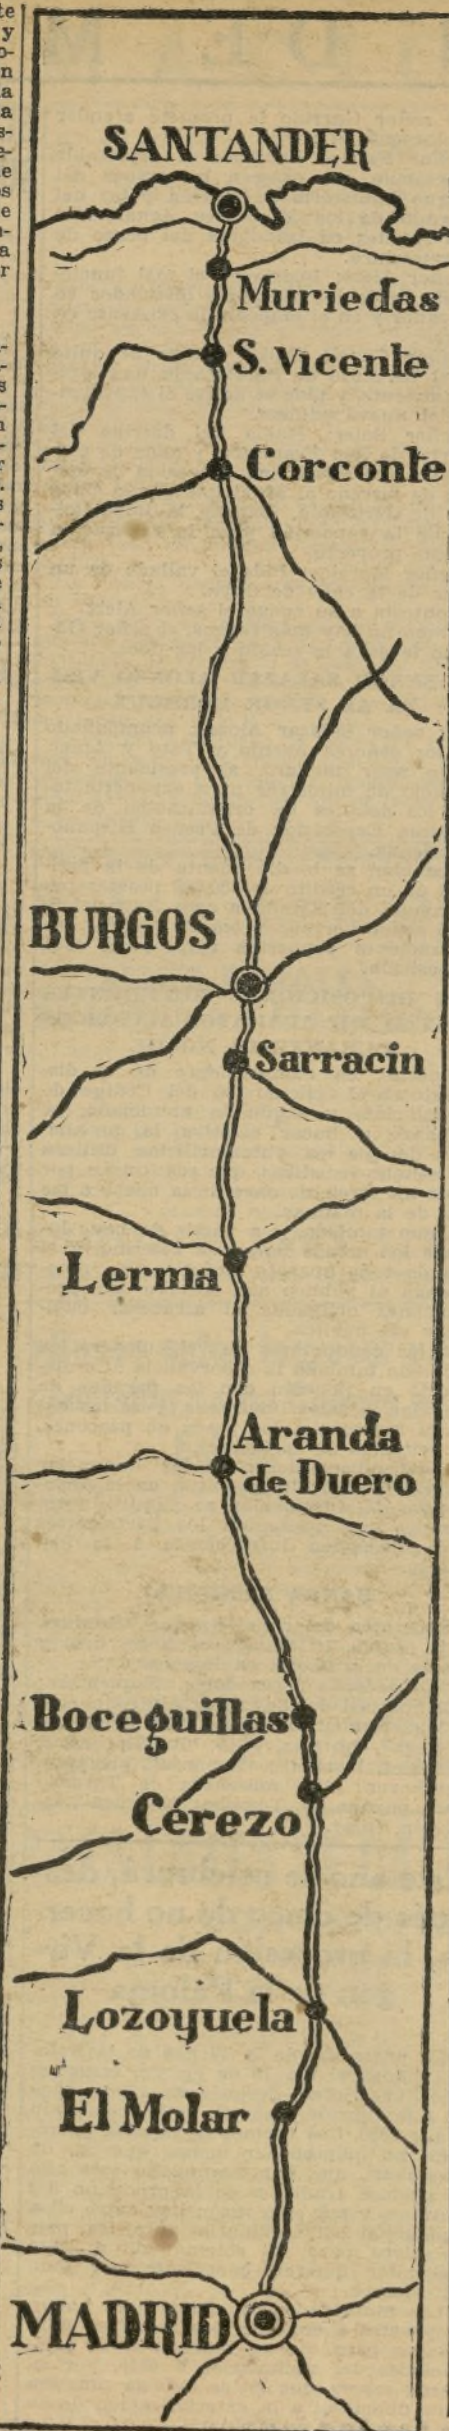 SANTANDER
Muriedas
S. Vicente
Corconte
BURGOS
Sarracin
Lerma
Aranda
de Duero
Boceguillas
Cerezo
Lozoyuela
El Molar
MADRID